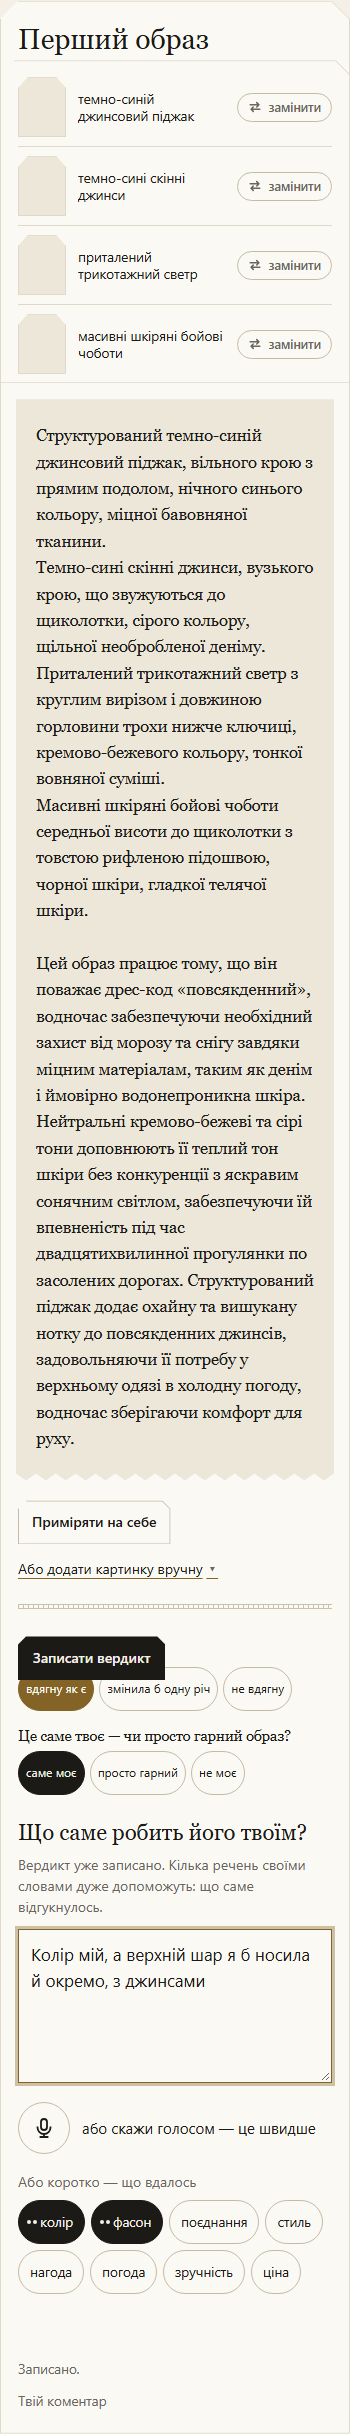 Перший образ
темно-синій
джинсовий піджак
замінити
темно-сині скінні
джинси
замінити
приталений
трикотажний светр
замінити
масивні шкіряні бойові
чоботи
замінити
Структурований темно-синій
джинсовий піджак, вільного крою з
прямим подолом, нічного синього
кольору, міцної бавовняної
тканини.
Темно-сині скінні джинси, вузького
крою, що звужуються до
щиколотки, сірого кольору,
щільної необробленої деніму.
Приталений трикотажний светр з
круглим вирізом і довжиною
горловини трохи нижче ключиці,
кремово-бежевого кольору, тонкої
вовняної суміші.
Масивні шкіряні бойові чоботи
середньої висоти до щиколотки з
товстою рифленою підошвою,
чорної шкіри, гладкої телячої
шкіри.
Цей образ працює тому, що він
поважає дрес-код «повсякденний»,
водночас забезпечуючи необхідний
захист від морозу та снігу завдяки
міцним матеріалам, таким як денім
і ймовірно водонепроникна шкіра.
Нейтральні кремово-бежеві та сірі
тони доповнюють її теплий тон
шкіри без конкуренції з яскравим
сонячним світлом, забезпечуючи їй
впевненість під час
двадцятихвилинної прогулянки по
засолених дорогах. Структурований
піджак додає охайну та вишукану
нотку до повсякденних джинсів,
задовольняючи її потребу у
верхньому одязі в холодну погоду,
водночас зберігаючи комфорт для
руху.
Приміряти на себе
Або додати картинку вручну
Записати вердикт
вдягну як є
змінила б одну річ
не вдягну
Це саме твоє — чи просто гарний образ?
саме моє
просто гарний
не моє
Що саме робить його твоїм?
Вердикт уже записано. Кілька речень своїми
словами дуже допоможуть: що саме
відгукнулось.
Колір мій, а верхній шар я б носила
й окремо, з джинсами
або скажи голосом — це швидше
Або коротко — що вдалось
колір
фасон
поєднання
стиль
нагода
погода
зручність
ціна
Записано.
Твій коментар